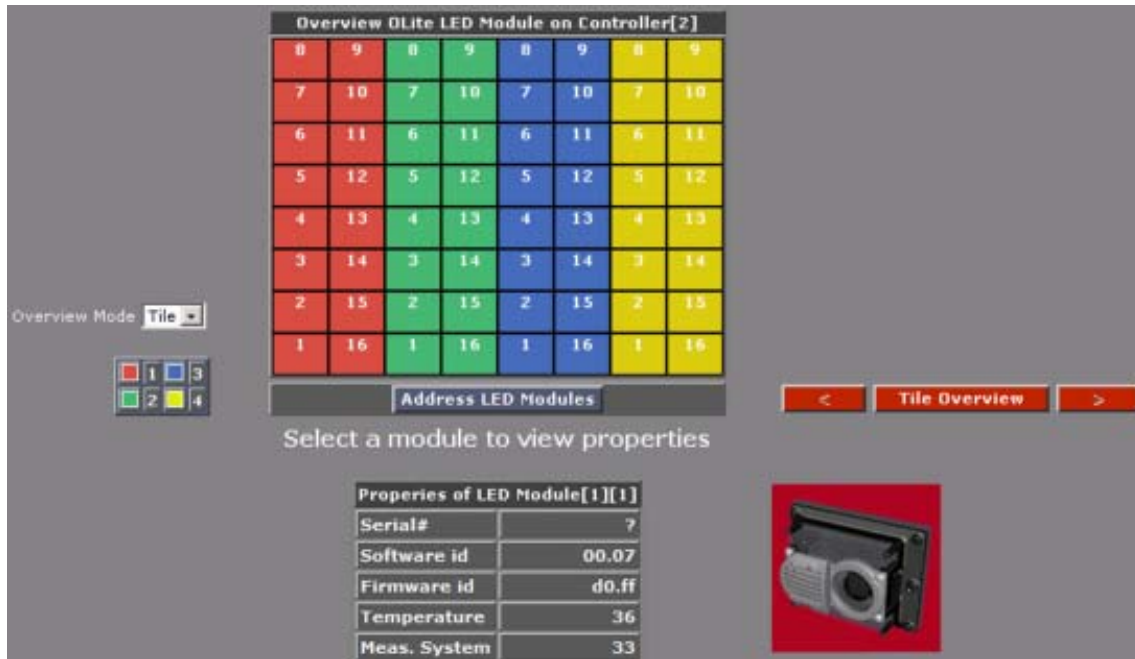 Overview OLite LED Module on Controller[2]
8 9 8 9 8 9 8 9
7 10 7 10 7 10 7 10
6 11 6 11 6 11 6 11
5 12 5 12 5 12 5 12
4 13 4 13 4 13 4 13
3 14 3 14 3 14 3 14
2 15 2 15 2 15 2 15
1 16 1 16 1 16 1 16
Overview Mode Tile
1 3
2 4
Address LED Modules
< Tile Overview >
Select a module to view properties
Properies of LED Module[1][1]
Serial# ?
Software id 00.07
Firmware id d0.ff
Temperature 36
Meas. System 33